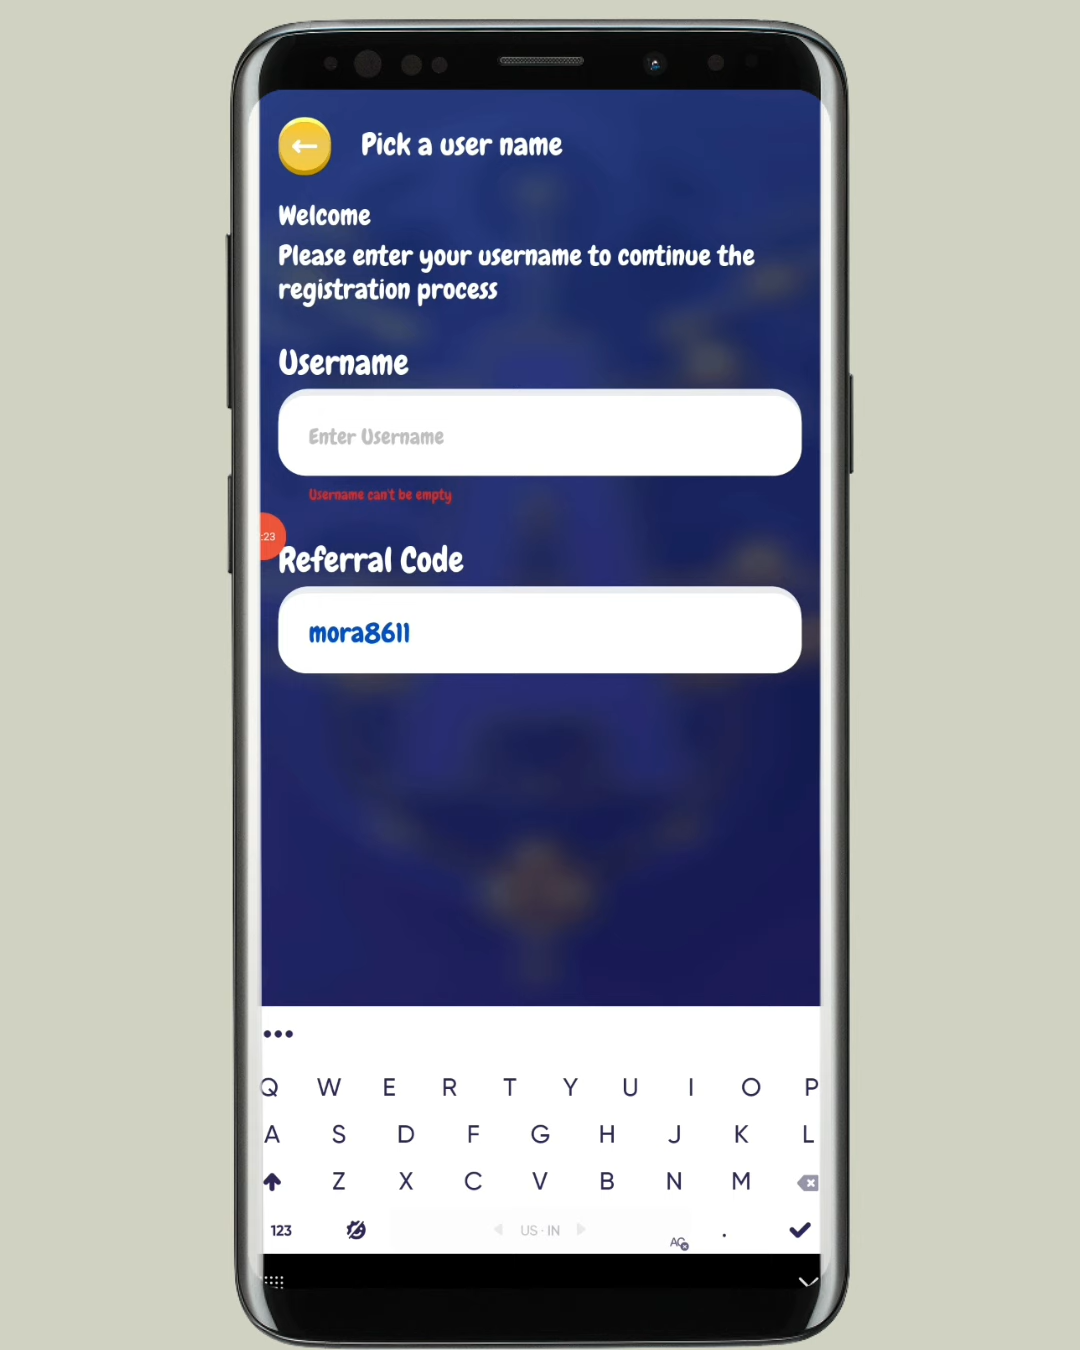 Pick a user name
Welcome
Please enter your username to continue the
registration process
Username
Enter Username
Username can't be empty
:23
Referral Code
mora8611
Q W E R T Y U I O P
A S D F G H J K L
Z X C V B N M
123 US · IN .